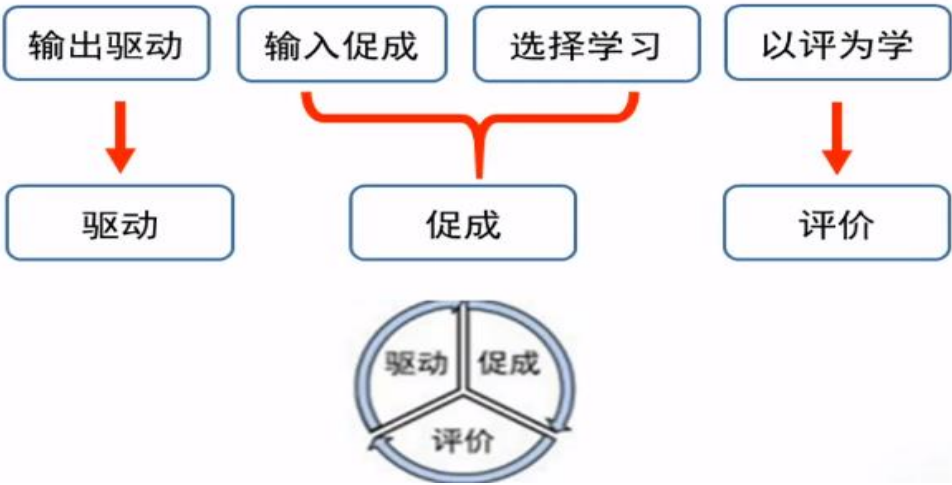 输出驱动
输入促成
选择学习
以评为学
驱动
促成
评价
驱动
促成
评价